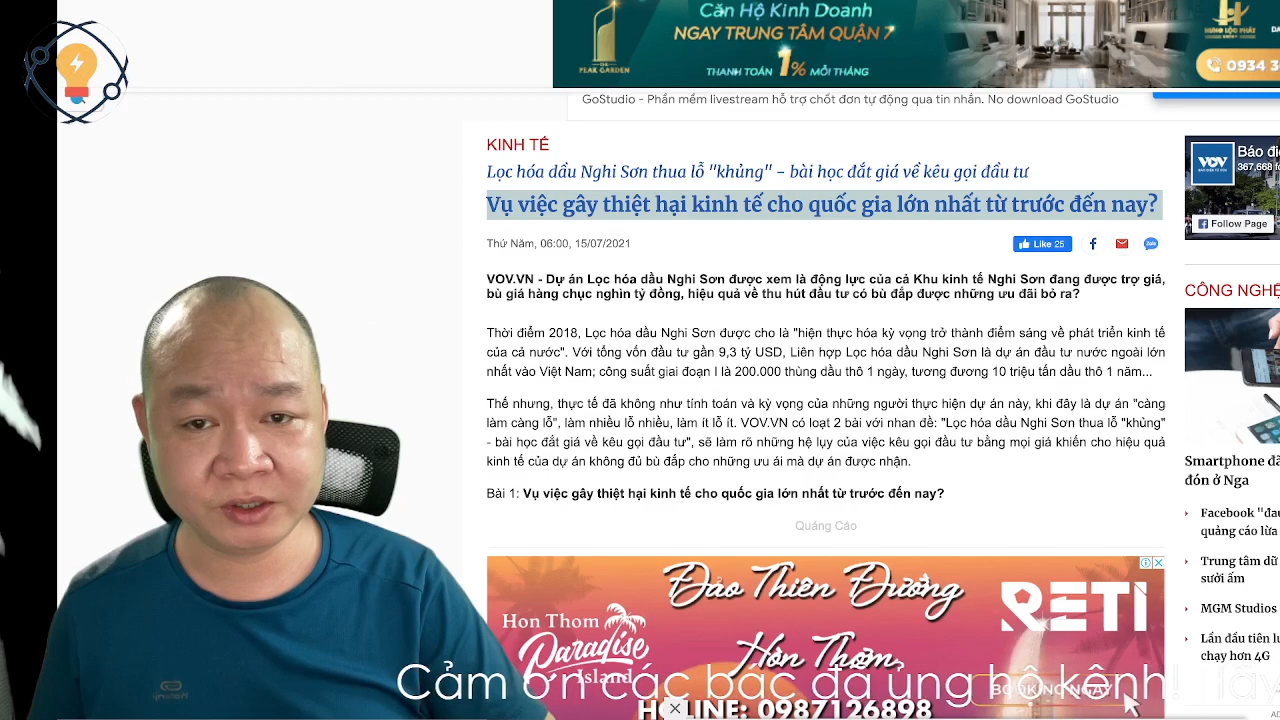 Căn Hộ Kinh Doanh
NGAY TRUNG TÂM QUẬN 7
THANH TOÁN 1% MỖI THÁNG
PEAK GARDEN
HƯNG LỘC PHÁT
0934 3
GoStudio - Phần mềm livestream hỗ trợ chốt đơn tự động qua tin nhắn. No download GoStudio
KINH TẾ
Lọc hóa dầu Nghi Sơn thua lỗ "khủng" - bài học đắt giá về kêu gọi đầu tư
Vụ việc gây thiệt hại kinh tế cho quốc gia lớn nhất từ trước đến nay?
Thứ Năm, 06:00, 15/07/2021
Like 25
Zalo
VOV.VN - Dự án Lọc hóa dầu Nghi Sơn được xem là động lực của cả Khu kinh tế Nghi Sơn đang được trợ giá,
bù giá hàng chục nghìn tỷ đồng, hiệu quả về thu hút đầu tư có bù đắp được những ưu đãi bỏ ra?
Thời điểm 2018, Lọc hóa dầu Nghi Sơn được cho là "hiện thực hóa kỳ vọng trở thành điểm sáng về phát triển kinh tế
của cả nước". Với tổng vốn đầu tư gần 9,3 tỷ USD, Liên hợp Lọc hóa dầu Nghi Sơn là dự án đầu tư nước ngoài lớn
nhất vào Việt Nam; công suất giai đoạn I là 200.000 thùng dầu thô 1 ngày, tương đương 10 triệu tấn dầu thô 1 năm...
Thế nhưng, thực tế đã không như tính toán và kỳ vọng của những người thực hiện dự án này, khi đây là dự án "càng
làm càng lỗ", làm nhiều lỗ nhiều, làm ít lỗ ít. VOV.VN có loạt 2 bài với nhan đề: "Lọc hóa dầu Nghi Sơn thua lỗ "khủng"
- bài học đắt giá về kêu gọi đầu tư", sẽ làm rõ những hệ lụy của việc kêu gọi đầu tư bằng mọi giá khiến cho hiệu quả
kinh tế của dự án không đủ bù đắp cho những ưu ái mà dự án được nhận.
Bài 1: Vụ việc gây thiệt hại kinh tế cho quốc gia lớn nhất từ trước đến nay?
Quảng Cáo
Đảo Thiên Đường
Hòn Thơm
Hon Thom
Paradise
Island
RETI
BOOKING NGAY
HOTLINE: 0987126898
Cảm ơn các bác đã ủng hộ kênh!
VOV
Báo đi
367,668
Follow Page
CÔNG NGHỆ
Smartphone đã
đón ở Nga
Facebook "đau
quảng cáo lừa
Trung tâm dữ
sưởi ấm
MGM Studios
Lần đầu tiên
chạy hơn 4G